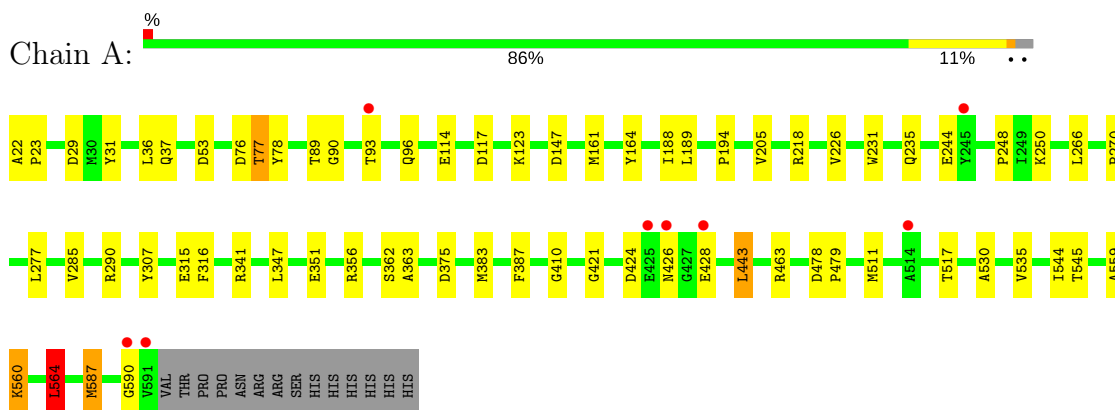 %
Chain A:
86% 11% • •
A22 P23 D29 M30 Y31 L36 Q37 D53 D76 T77 Y78 T89 G90 T93 Q96 E114 D117 K123 D147 M161 Y164 I188 L189 P194 V205 R218 V226 W231 Q235 E244 Y245 P248 I249 K250 L266
L277 V285 R290 Y307 E315 F316 R341 L347 E351 R356 S362 A363 D375 M383 F387 G410 G421 D424 E425 N426 G427 E428 L443 R463 D478 P479 M511 A514 T517 A530 V535 I544 T545 A559
K560 L564 M587 G590 V591 VAL THR PRO PRO ASN ARG ARG SER HIS HIS HIS HIS HIS HIS